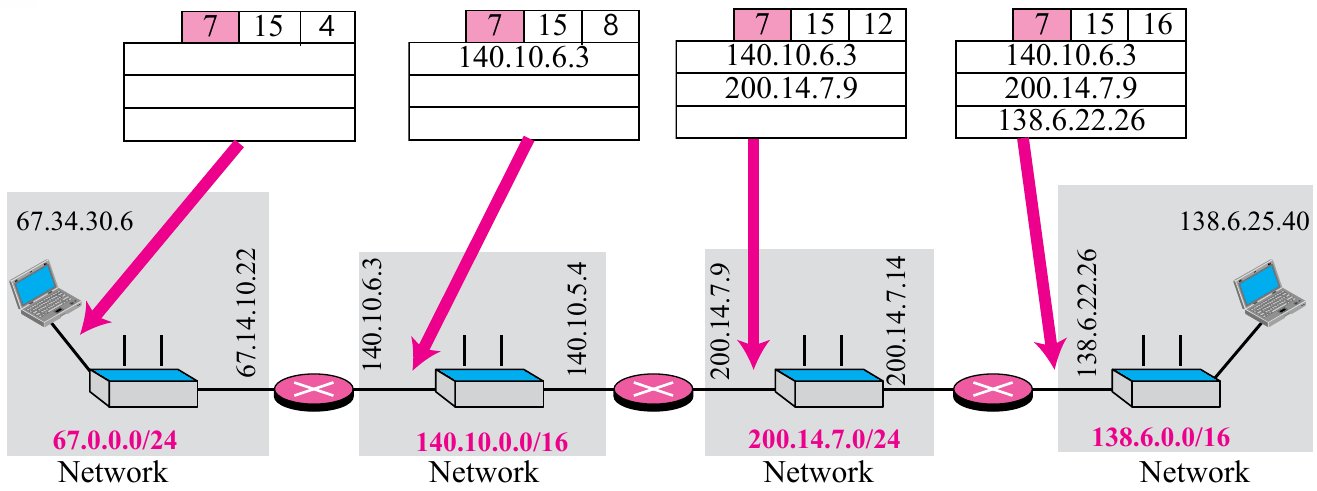 7 15 4
7 15 8
140.10.6.3
7 15 12
140.10.6.3
200.14.7.9
7 15 16
140.10.6.3
200.14.7.9
138.6.22.26
67.34.30.6
138.6.25.40
67.14.10.22
140.10.6.3
140.10.5.4
200.14.7.9
200.14.7.14
138.6.22.26
67.0.0.0/24
Network
140.10.0.0/16
Network
200.14.7.0/24
Network
138.6.0.0/16
Network